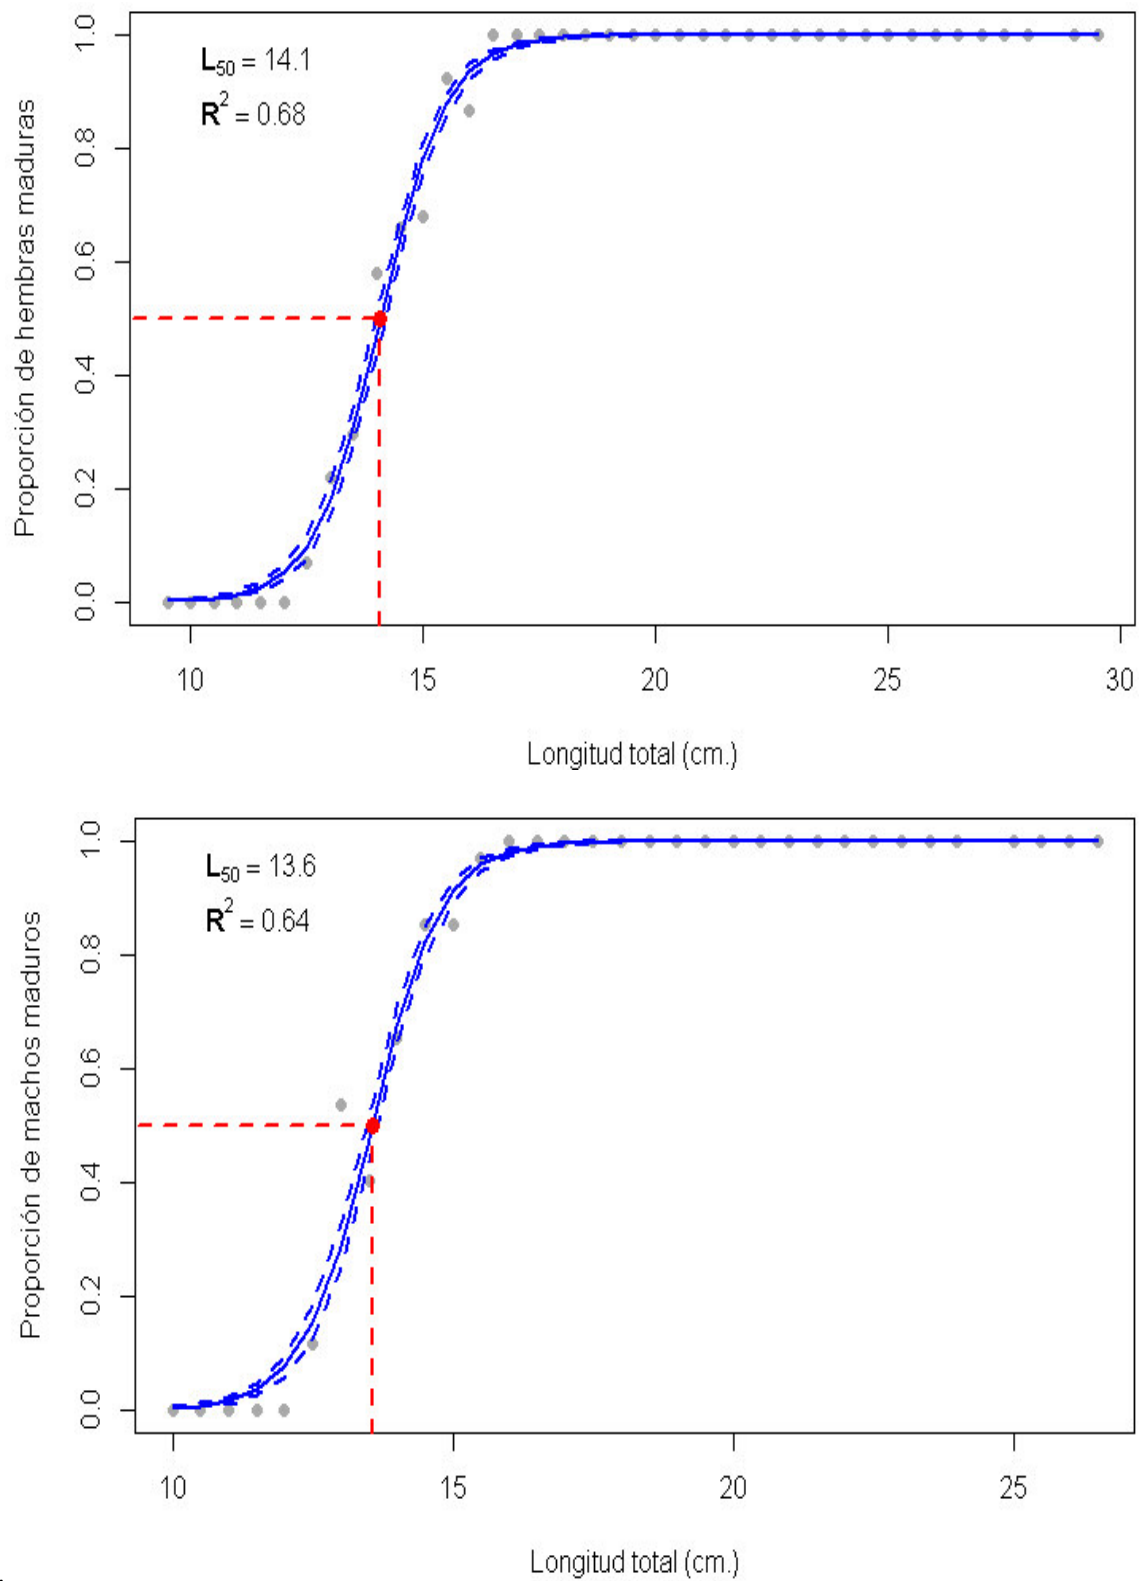 L50 = 14.1
R2 = 0.68
Proporción de hembras maduras
0.0 0.2 0.4 0.6 0.8 1.0
10 15 20 25 30
Longitud total (cm.)
L50 = 13.6
R2 = 0.64
Proporción de machos maduros
0.0 0.2 0.4 0.6 0.8 1.0
10 15 20 25
Longitud total (cm.)